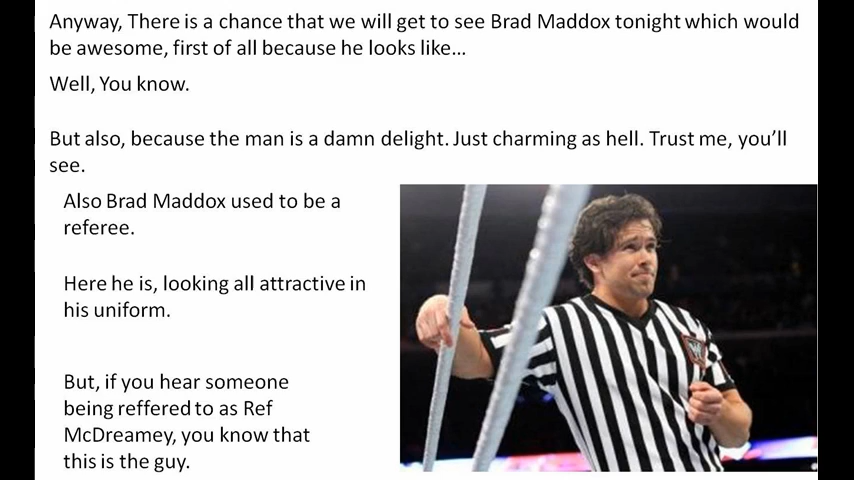 Anyway, There is a chance that we will get to see Brad Maddox tonight which would
be awesome, first of all because he looks like…
Well, You know.
But also, because the man is a damn delight. Just charming as hell. Trust me, you'll
see.
Also Brad Maddox used to be a
referee.
Here he is, looking all attractive in
his uniform.
But, if you hear someone
being reffered to as Ref
McDreamey, you know that
this is the guy.